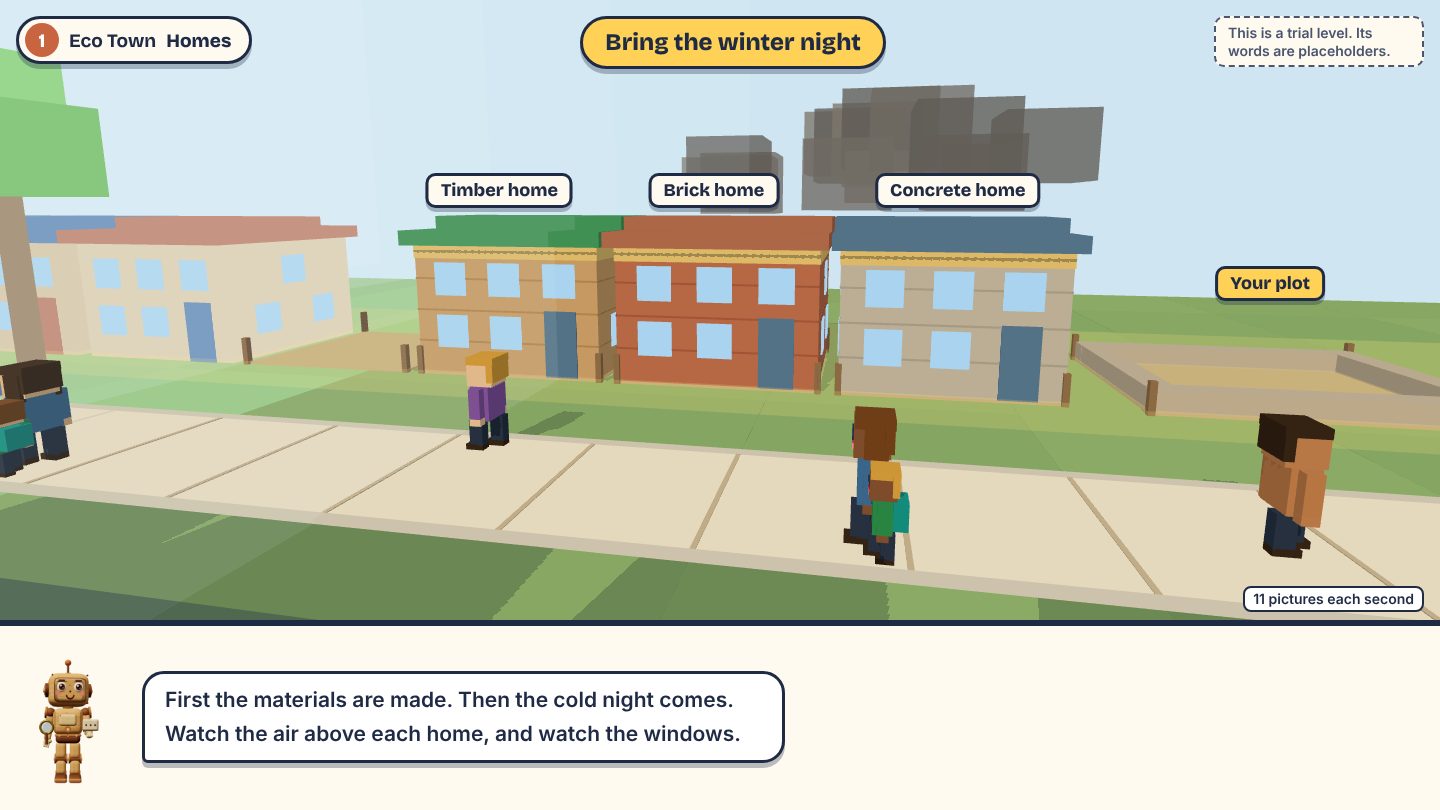 1 Eco Town Homes
Bring the winter night
This is a trial level. Its
words are placeholders.
Timber home
Brick home
Concrete home
Your plot
11 pictures each second
First the materials are made. Then the cold night comes.
Watch the air above each home, and watch the windows.